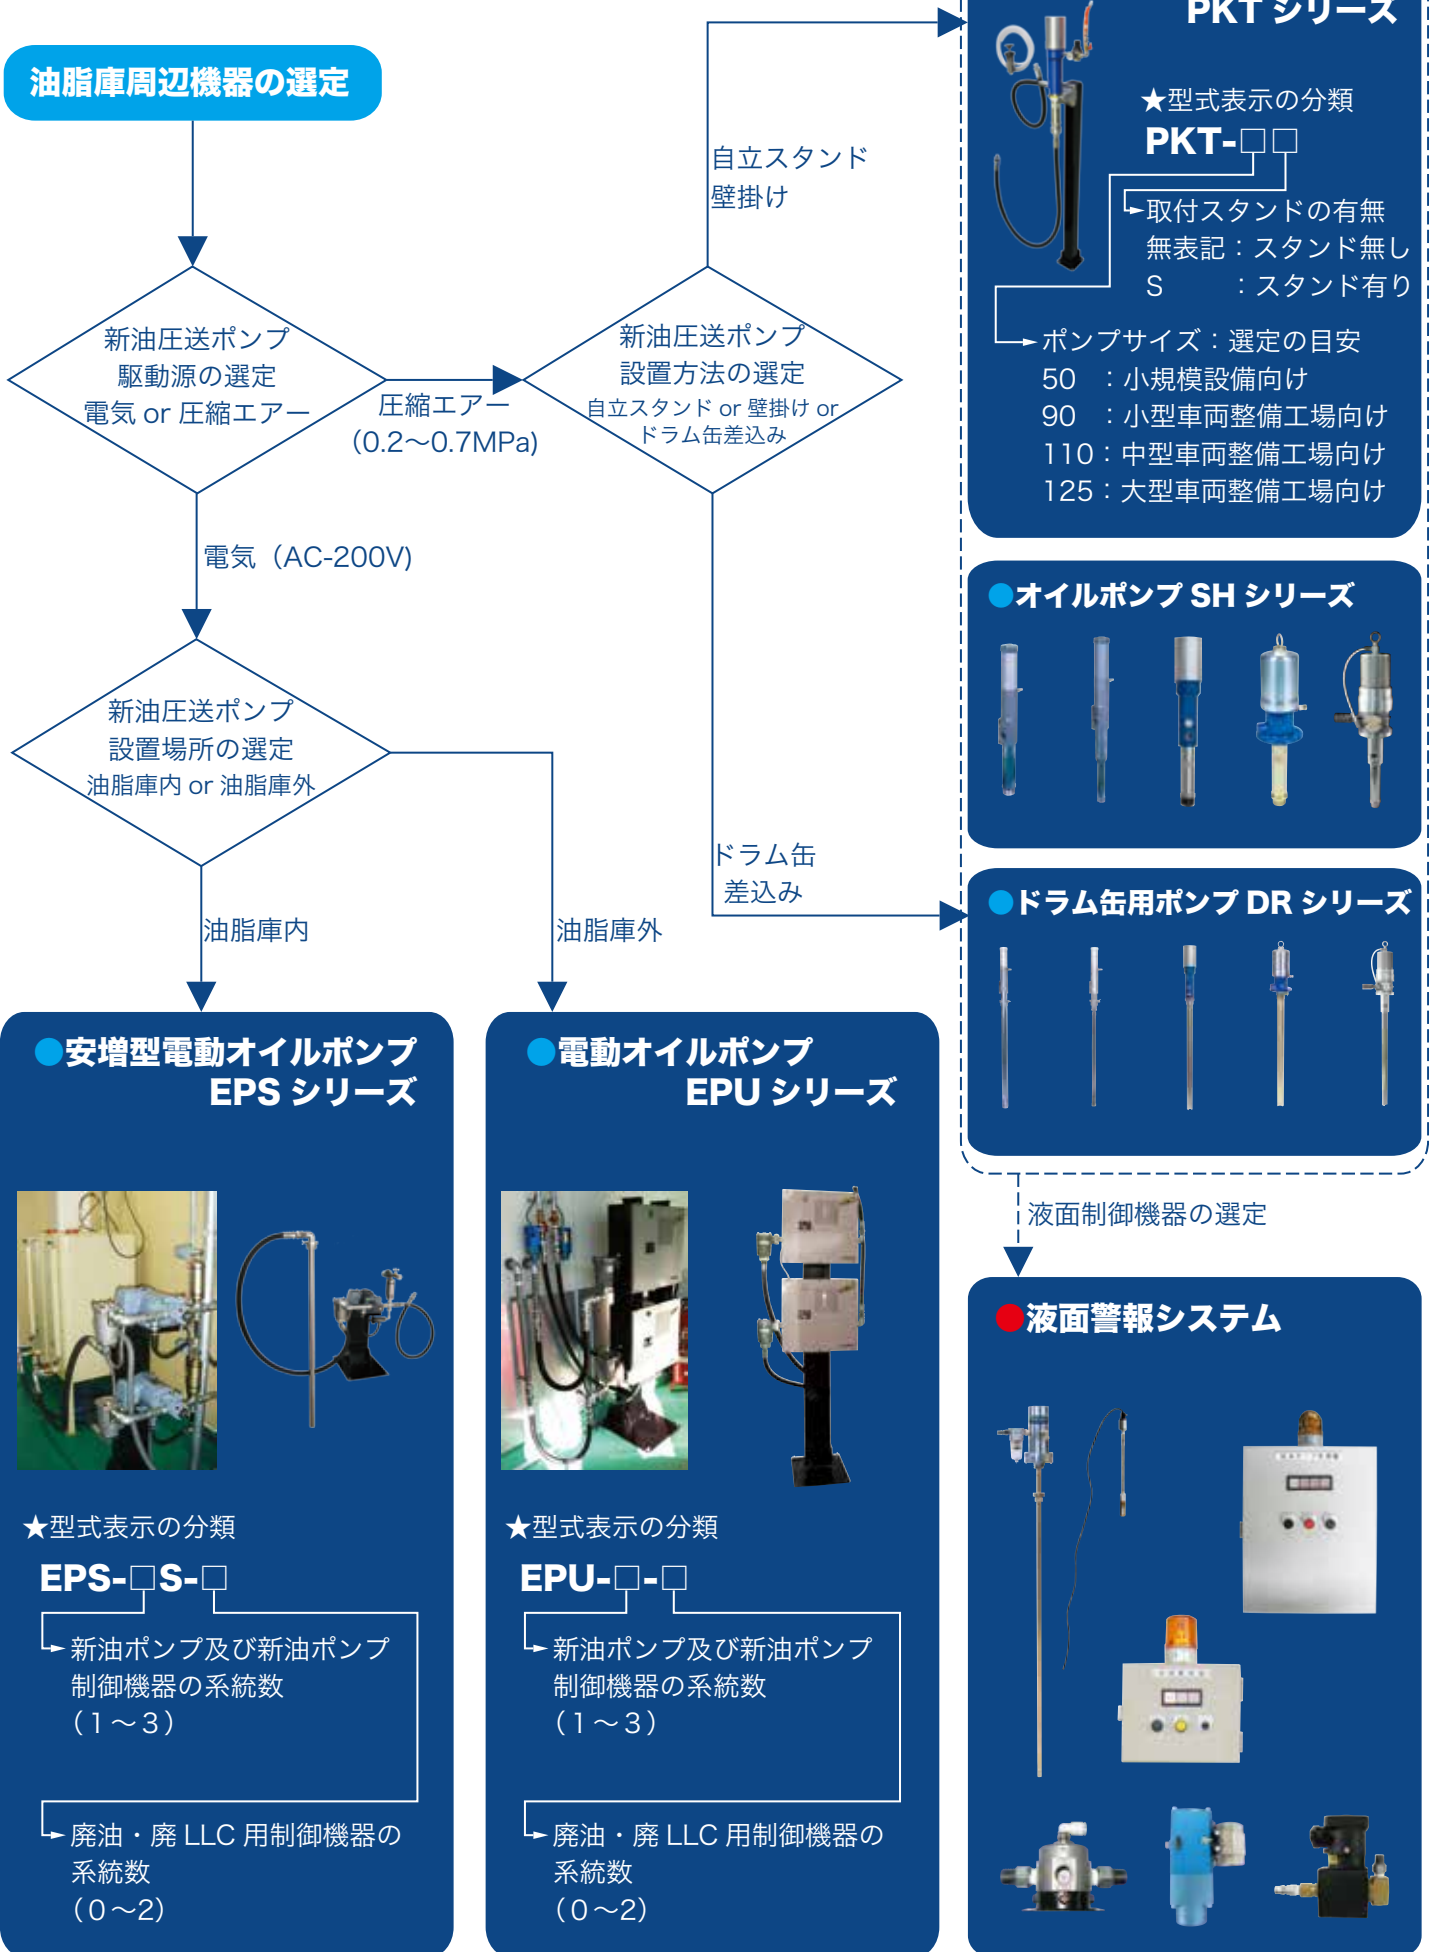 油脂庫周辺機器の選定
新油圧送ポンプ
駆動源の選定
電気 or 圧縮エアー
圧縮エアー
(0.2〜0.7MPa)
電気（AC-200V)
新油圧送ポンプ
設置方法の選定
自立スタンド or 壁掛け or
ドラム缶差込み
自立スタンド
壁掛け
ドラム缶
差込み
新油圧送ポンプ
設置場所の選定
油脂庫内 or 油脂庫外
油脂庫内
油脂庫外
PKT シリーズ
★型式表示の分類
PKT-□□
取付スタンドの有無
無表記：スタンド無し
S ：スタンド有り
ポンプサイズ：選定の目安
50 ：小規模設備向け
90 ：小型車両整備工場向け
110：中型車両整備工場向け
125：大型車両整備工場向け
●オイルポンプ SH シリーズ
●ドラム缶用ポンプ DR シリーズ
液面制御機器の選定
●液面警報システム
●安増型電動オイルポンプ
EPS シリーズ
★型式表示の分類
EPS-□S-□
新油ポンプ及び新油ポンプ
制御機器の系統数
（1〜3）
廃油・廃 LLC 用制御機器の
系統数
（0〜2）
●電動オイルポンプ
EPU シリーズ
★型式表示の分類
EPU-□-□
新油ポンプ及び新油ポンプ
制御機器の系統数
（1〜3）
廃油・廃 LLC 用制御機器の
系統数
（0〜2）